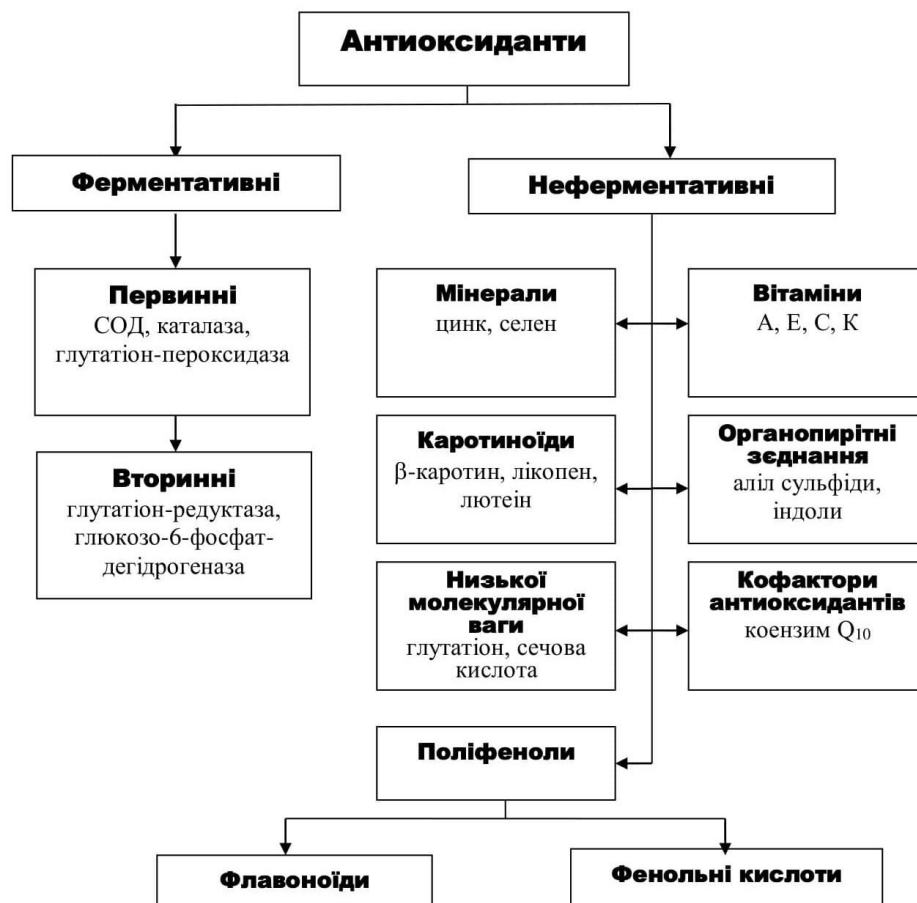 Антиоксиданти
Ферментативні
Неферментативні
Первинні
СОД, каталаза,
глутатіон-пероксидаза
Вторинні
глутатіон-редуктаза,
глюкозо-6-фосфат-
дегідрогеназа
Мінерали
цинк, селен
Вітаміни
А, Е, С, К
Каротиноїди
β-каротин, лікопен,
лютеін
Органопирітні
зєднання
аліл сульфіди,
індоли
Низької
молекулярної
ваги
глутатіон, сечова
кислота
Кофактори
антиоксидантів
коензим Q₁₀
Поліфеноли
Флавоноїди
Фенольні кислоти